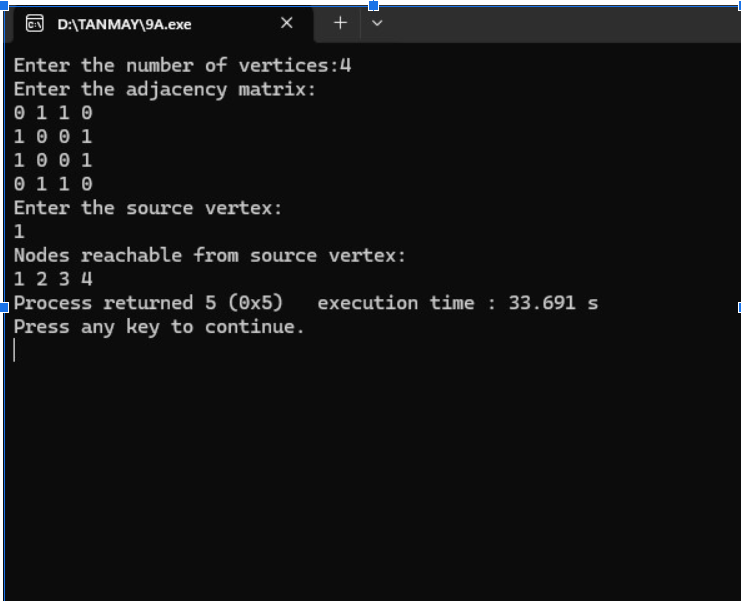 D:\TANMAY\9A.exe
Enter the number of vertices:4
Enter the adjacency matrix:
0 1 1 0
1 0 0 1
1 0 0 1
0 1 1 0
Enter the source vertex:
1
Nodes reachable from source vertex:
1 2 3 4
Process returned 5 (0x5)   execution time : 33.691 s
Press any key to continue.